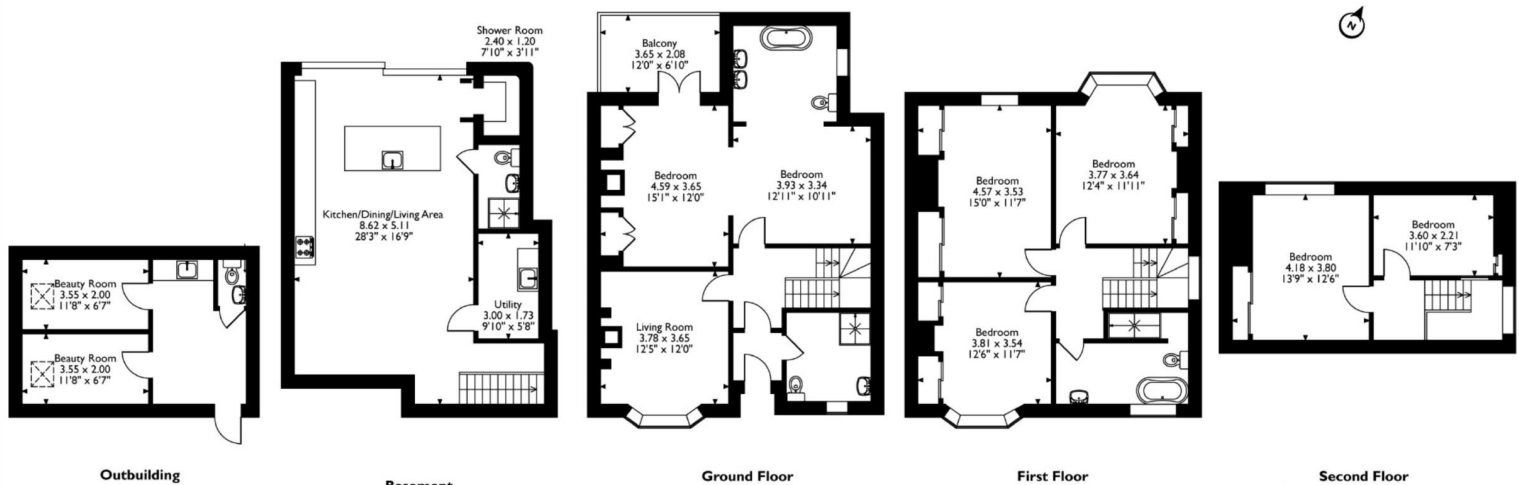 N
Shower Room
2.40 x 1.20
7'10" x 3'11"
Balcony
3.65 x 2.08
12'0" x 6'10"
Kitchen/Dining/Living Area
8.62 x 5.11
28'3" x 16'9"
Utility
3.00 x 1.73
9'10" x 5'8"
Beauty Room
3.55 x 2.00
11'8" x 6'7"
Beauty Room
3.55 x 2.00
11'8" x 6'7"
Bedroom
4.59 x 3.65
15'1" x 12'0"
Bedroom
3.93 x 3.34
12'11" x 10'11"
Living Room
3.78 x 3.65
12'5" x 12'0"
Bedroom
4.57 x 3.53
15'0" x 11'7"
Bedroom
3.77 x 3.64
12'4" x 11'11"
Bedroom
3.81 x 3.54
12'6" x 11'7"
Bedroom
4.18 x 3.80
13'9" x 12'6"
Bedroom
3.60 x 2.21
11'10" x 7'3"
Outbuilding
Basement
Ground Floor
First Floor
Second Floor